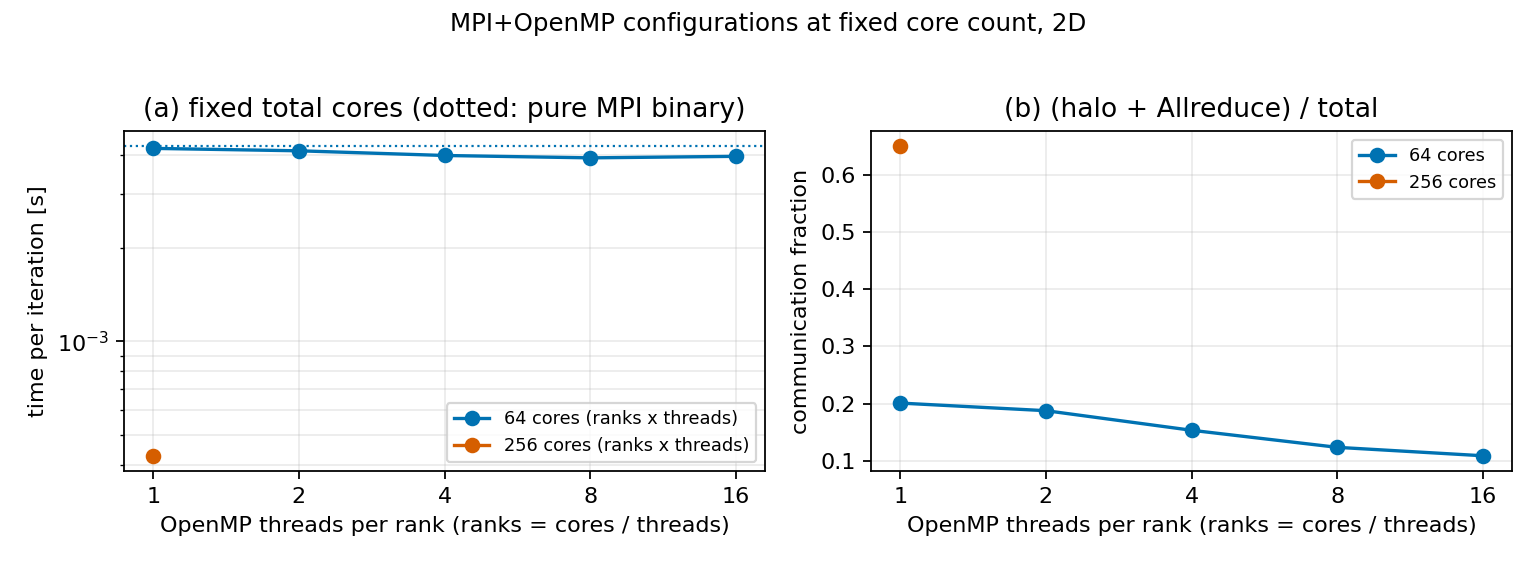 MPI+OpenMP configurations at fixed core count, 2D
(a) fixed total cores (dotted: pure MPI binary)
time per iteration [s]
10⁻³
64 cores (ranks x threads)
256 cores (ranks x threads)
1 2 4 8 16
OpenMP threads per rank (ranks = cores / threads)
(b) (halo + Allreduce) / total
communication fraction
0.6
0.5
0.4
0.3
0.2
0.1
64 cores
256 cores
1 2 4 8 16
OpenMP threads per rank (ranks = cores / threads)